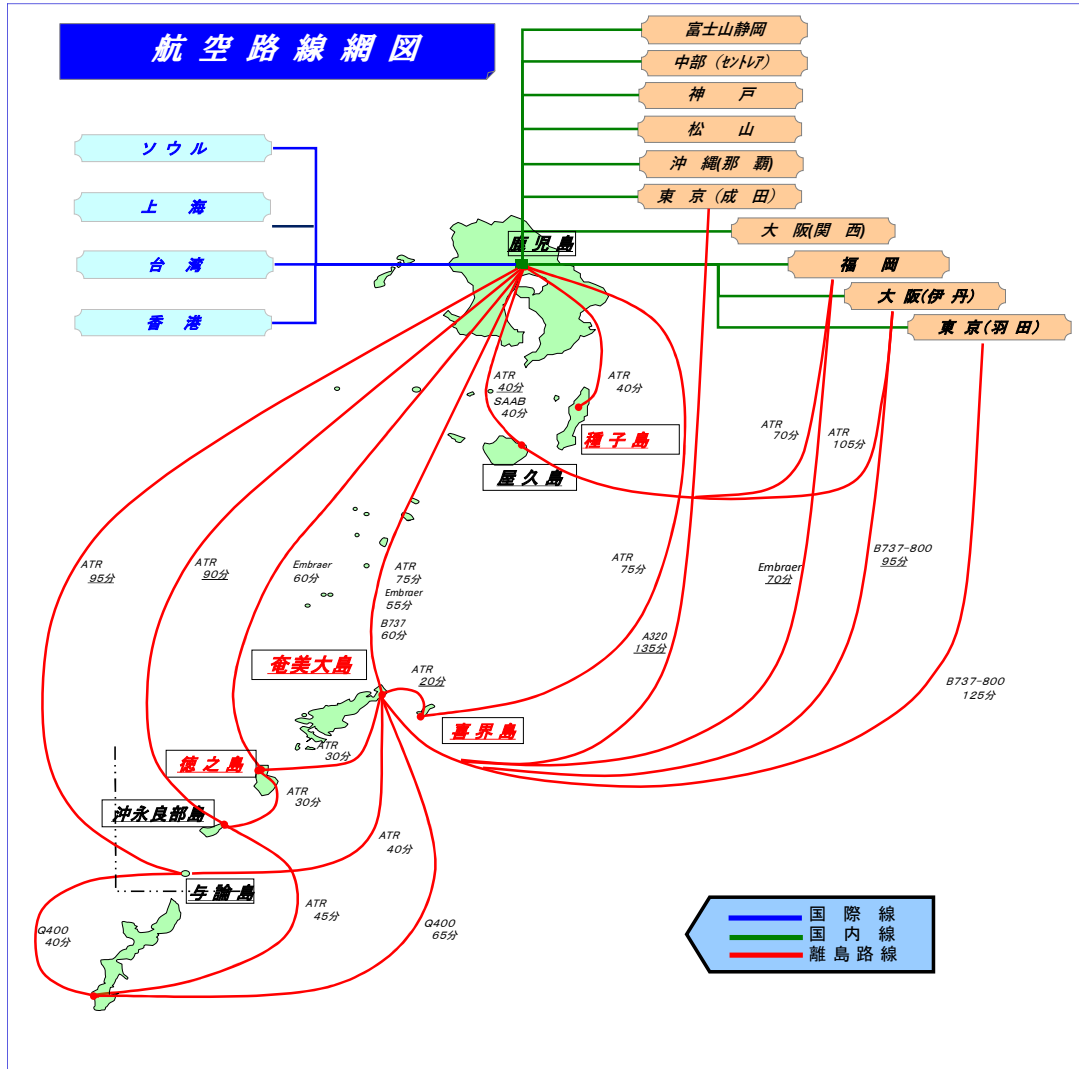 航空路線網図
富士山静岡
中部（ｾﾝﾄﾚｱ）
神　戸
松　山
沖　縄(那　覇)
東　京（成　田）
大　阪(関　西)
福　岡
大　阪(伊　丹)
東　京(羽　田)
ソウル
上　海
台　湾
香　港
鹿児島
ATR
40分
SAAB
40分
ATR
40分
種子島
屋久島
ATR
70分
ATR
105分
ATR
95分
ATR
90分
Embraer
60分
ATR
75分
Embraer
55分
B737
60分
ATR
75分
Embraer
70分
B737-800
95分
A320
135分
B737-800
125分
奄美大島
ATR
20分
喜界島
ATR
30分
徳之島
ATR
30分
沖永良部島
ATR
40分
与論島
ATR
45分
Q400
40分
Q400
65分
国　際　線
国　内　線
離島路線